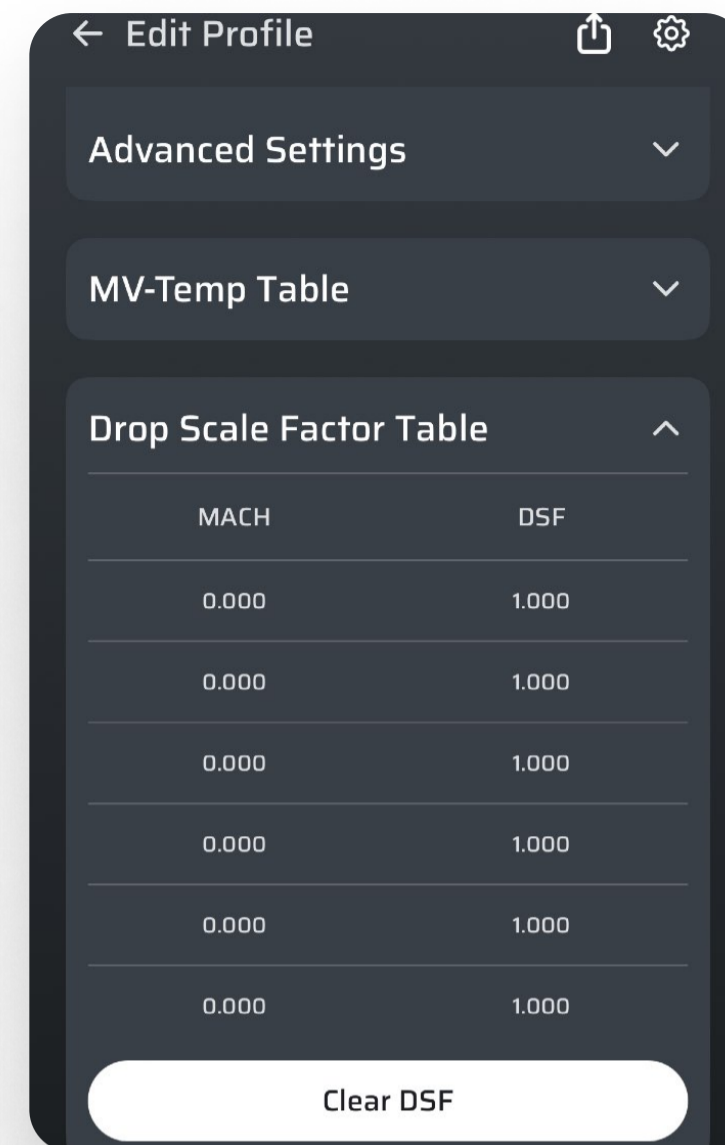 Edit Profile
Advanced Settings
MV-Temp Table
Drop Scale Factor Table
MACH DSF
0.000 1.000
0.000 1.000
0.000 1.000
0.000 1.000
0.000 1.000
0.000 1.000
Clear DSF